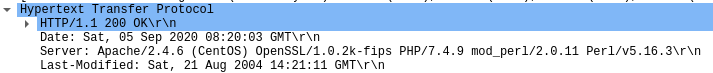 Hypertext Transfer Protocol
HTTP/1.1 200 OK\r\n
Date: Sat, 05 Sep 2020 08:20:03 GMT\r\n
Server: Apache/2.4.6 (CentOS) OpenSSL/1.0.2k-fips PHP/7.4.9 mod_perl/2.0.11 Perl/v5.16.3\r\n
Last-Modified: Sat, 21 Aug 2004 14:21:11 GMT\r\n